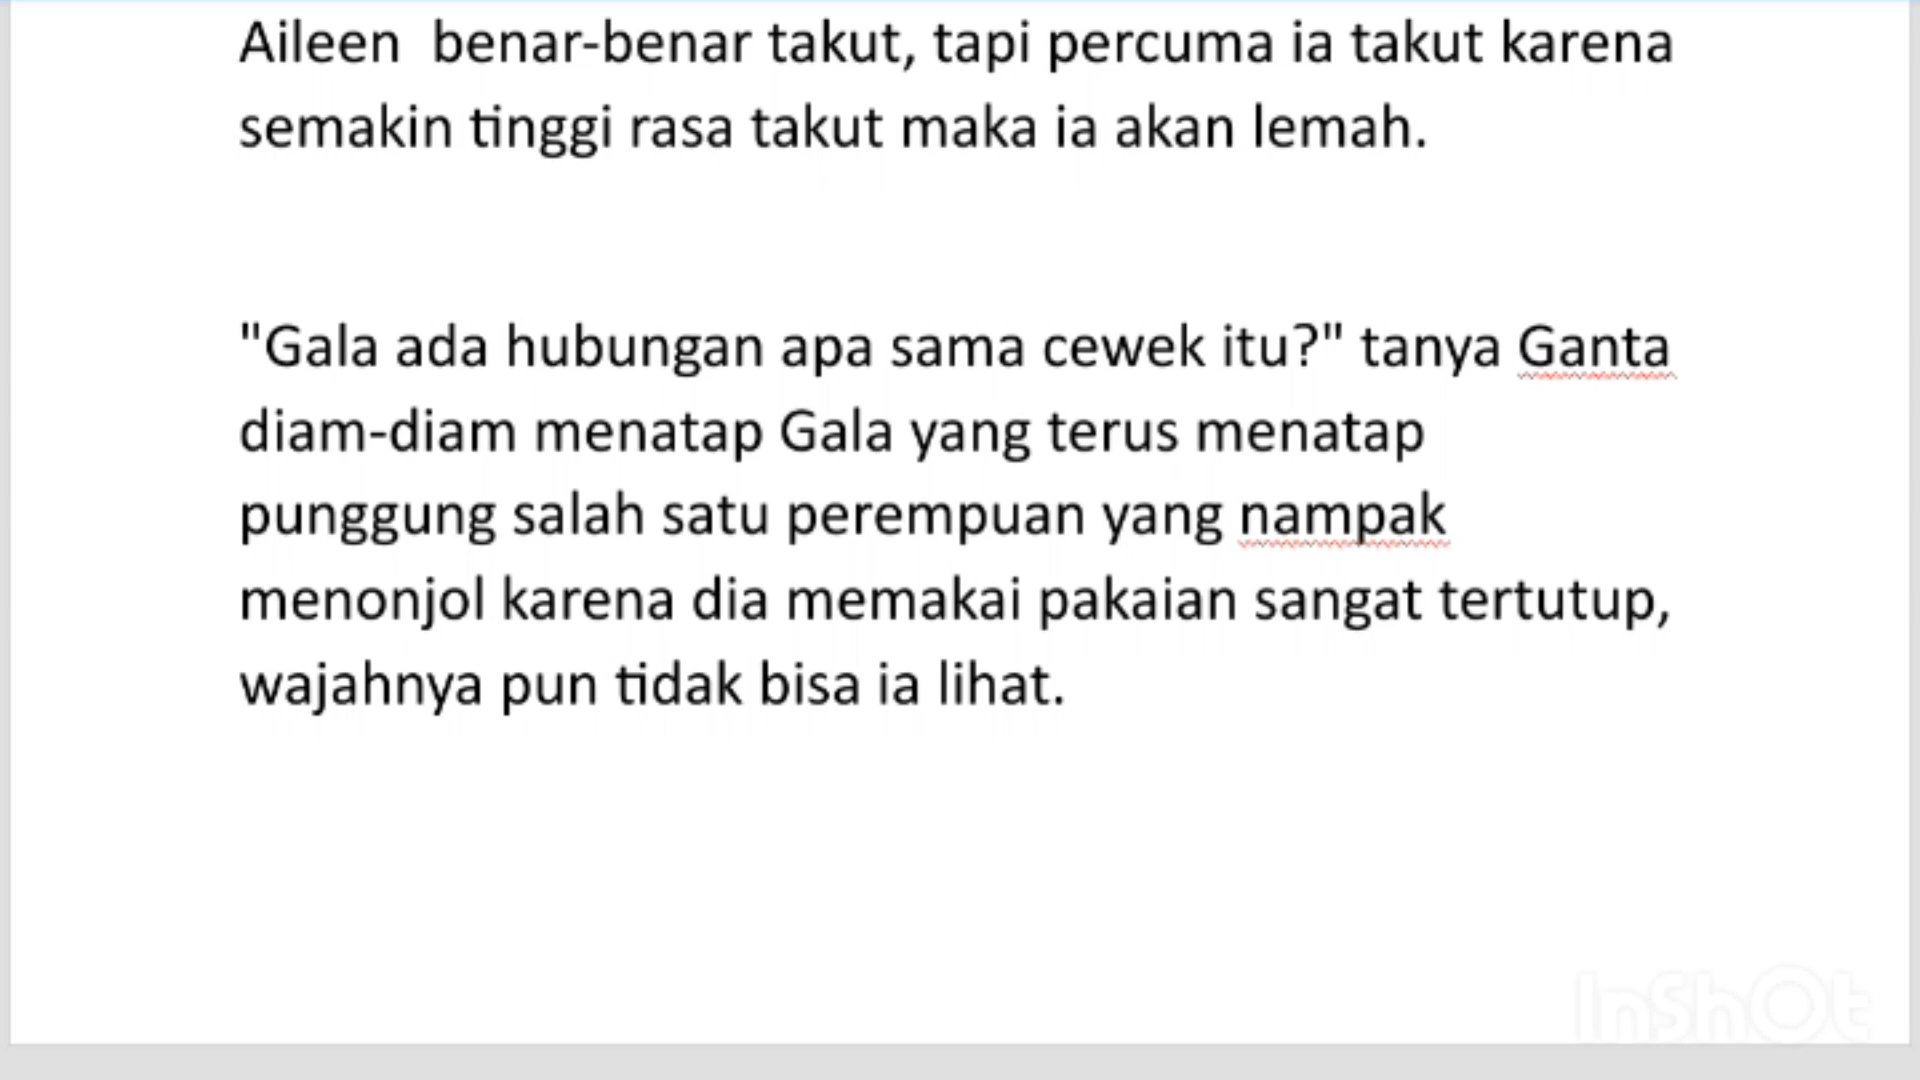 Aileen  benar-benar takut, tapi percuma ia takut karena
semakin tinggi rasa takut maka ia akan lemah.
"Gala ada hubungan apa sama cewek itu?" tanya Ganta
diam-diam menatap Gala yang terus menatap
punggung salah satu perempuan yang nampak
menonjol karena dia memakai pakaian sangat tertutup,
wajahnya pun tidak bisa ia lihat.
InShOt